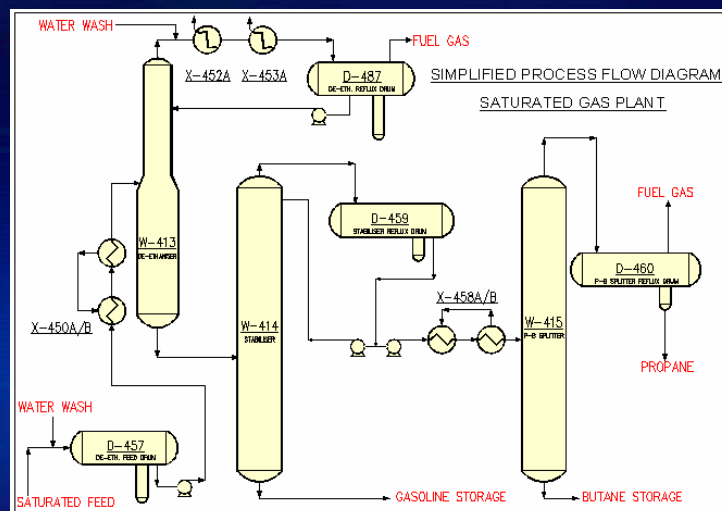 WATER WASH
X-452A
X-453A
D-487
DE-ETH. REFLUX DRUM
FUEL GAS
SIMPLIFIED PROCESS FLOW DIAGRAM
SATURATED GAS PLANT
W-413
DE-ETHANISER
X-450A/B
D-459
STABILISER REFLUX DRUM
FUEL GAS
D-460
P-B SPLITTER REFLUX DRUM
X-458A/B
W-414
STABILISER
W-415
P-B SPLITTER
PROPANE
WATER WASH
D-457
DE-ETH. FEED DRUM
SATURATED FEED
GASOLINE STORAGE
BUTANE STORAGE